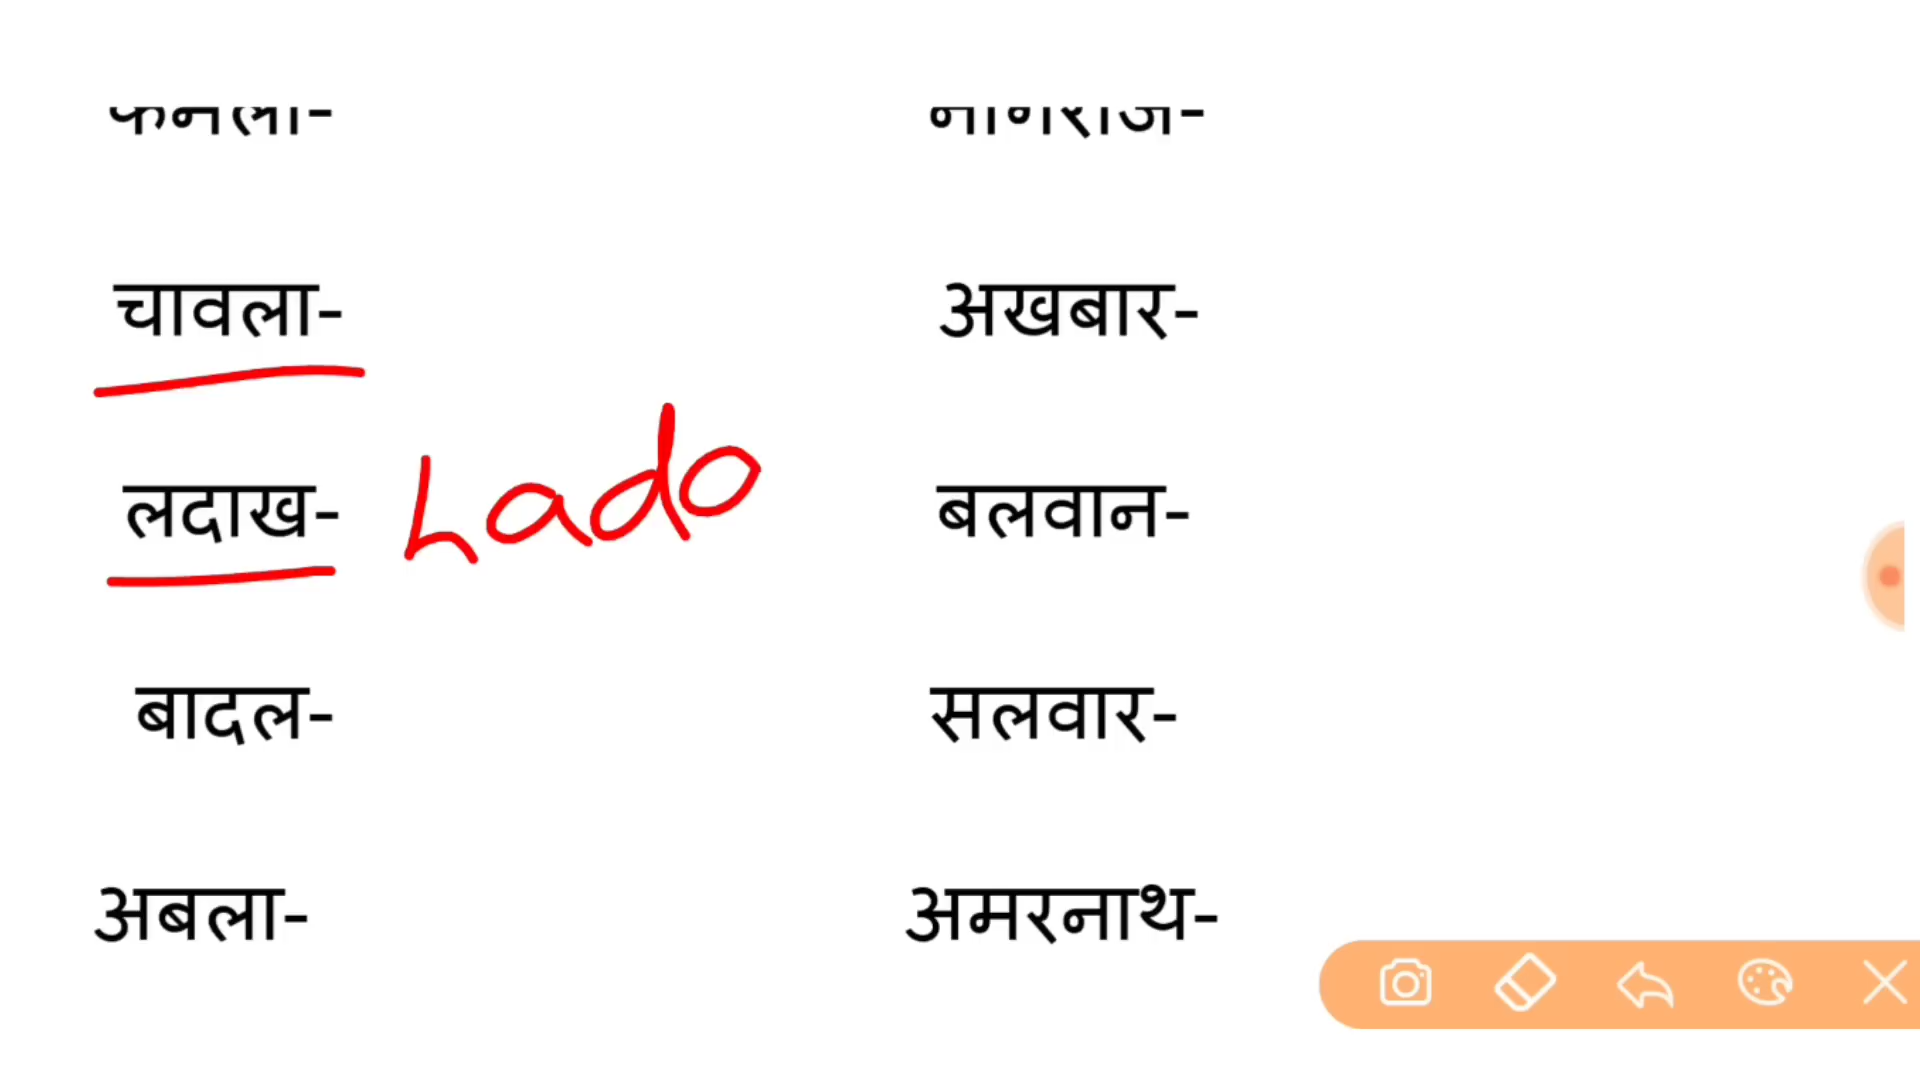 चावला- अखबार-
लदाख- Lado बलवान-
बादल- सलवार-
अबला- अमरनाथ-